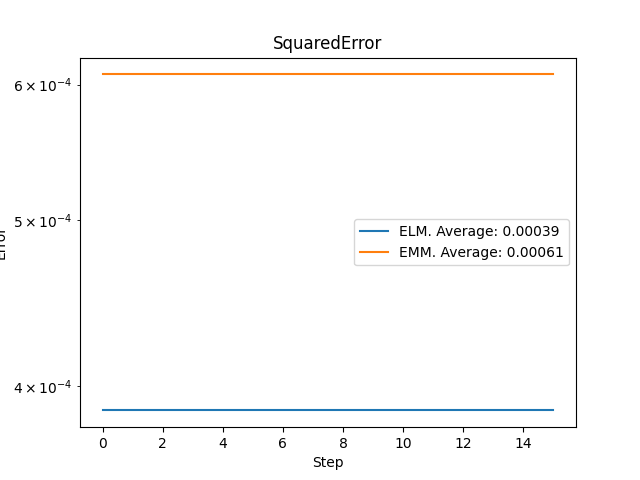 SquaredError
6 × 10⁻⁴
5 × 10⁻⁴
4 × 10⁻⁴
Error
ELM. Average: 0.00039
EMM. Average: 0.00061
0 2 4 6 8 10 12 14
Step